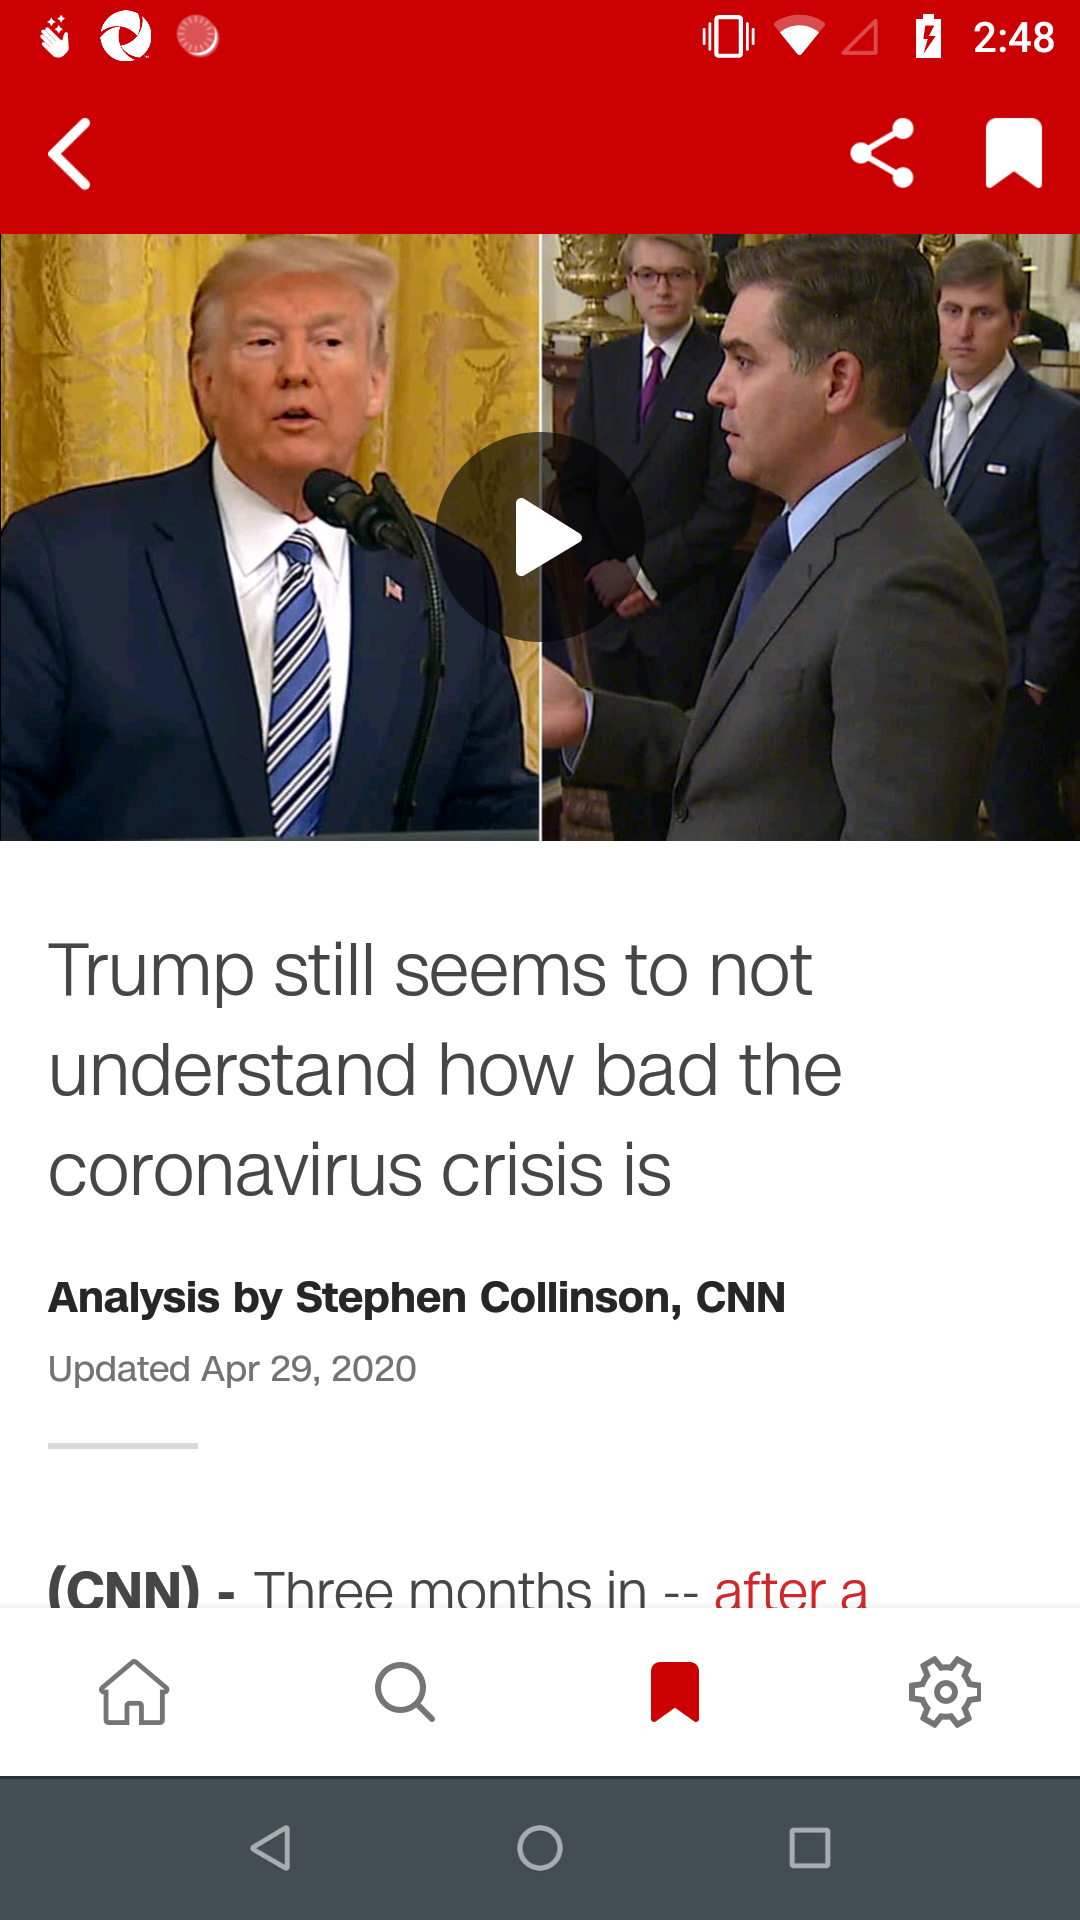 2:48
Trump still seems to not
understand how bad the
coronavirus crisis is
Analysis by Stephen Collinson, CNN
Updated Apr 29, 2020
(CNN) - Three months in -- after a